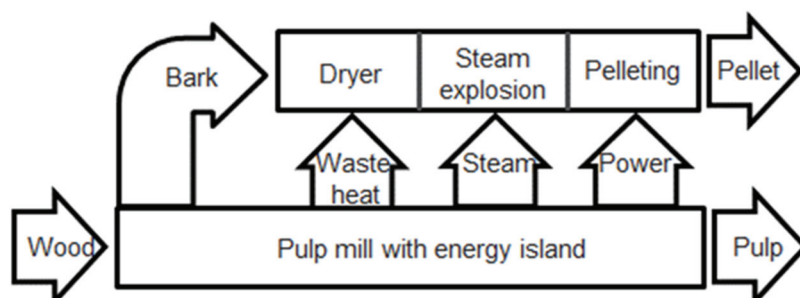 Bark
Dryer
Steam
explosion
Pelleting
Pellet
Waste
heat
Steam
Power
Wood
Pulp mill with energy island
Pulp